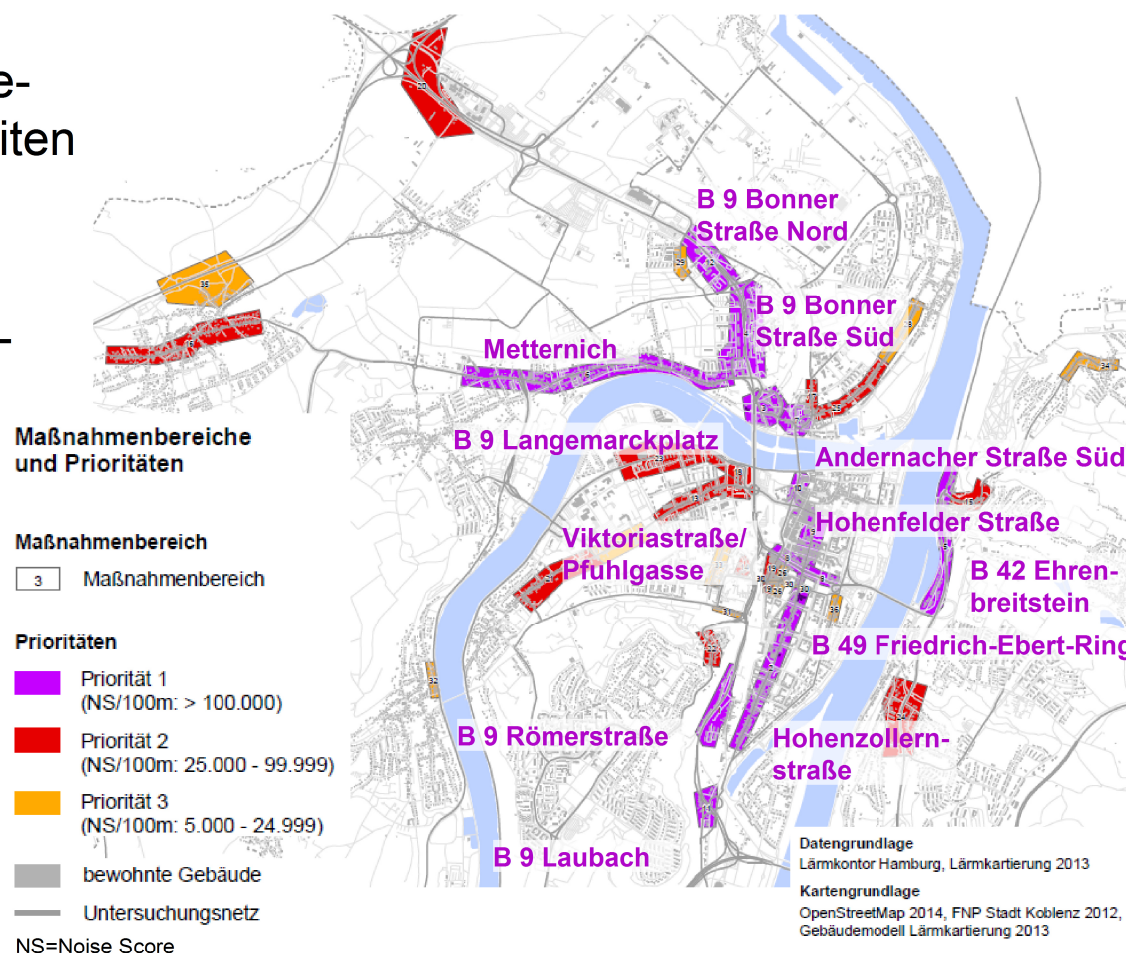 e-
iten
B 9 Bonner
Straße Nord
B 9 Bonner
Straße Süd
Metternich
B 9 Langemarckplatz
Andernacher Straße Süd
Hohenfelder Straße
Viktoriastraße/
Pfuhlgasse
B 42 Ehren-
breitstein
B 49 Friedrich-Ebert-Ring
B 9 Römerstraße
Hohenzollern-
straße
B 9 Laubach
Maßnahmenbereiche
und Prioritäten
Maßnahmenbereich
3 Maßnahmenbereich
Prioritäten
Priorität 1
(NS/100m: > 100.000)
Priorität 2
(NS/100m: 25.000 - 99.999)
Priorität 3
(NS/100m: 5.000 - 24.999)
bewohnte Gebäude
Untersuchungsnetz
NS=Noise Score
Datengrundlage
Lärmkontor Hamburg, Lärmkartierung 2013
Kartengrundlage
OpenStreetMap 2014, FNP Stadt Koblenz 2012,
Gebäudemodell Lärmkartierung 2013